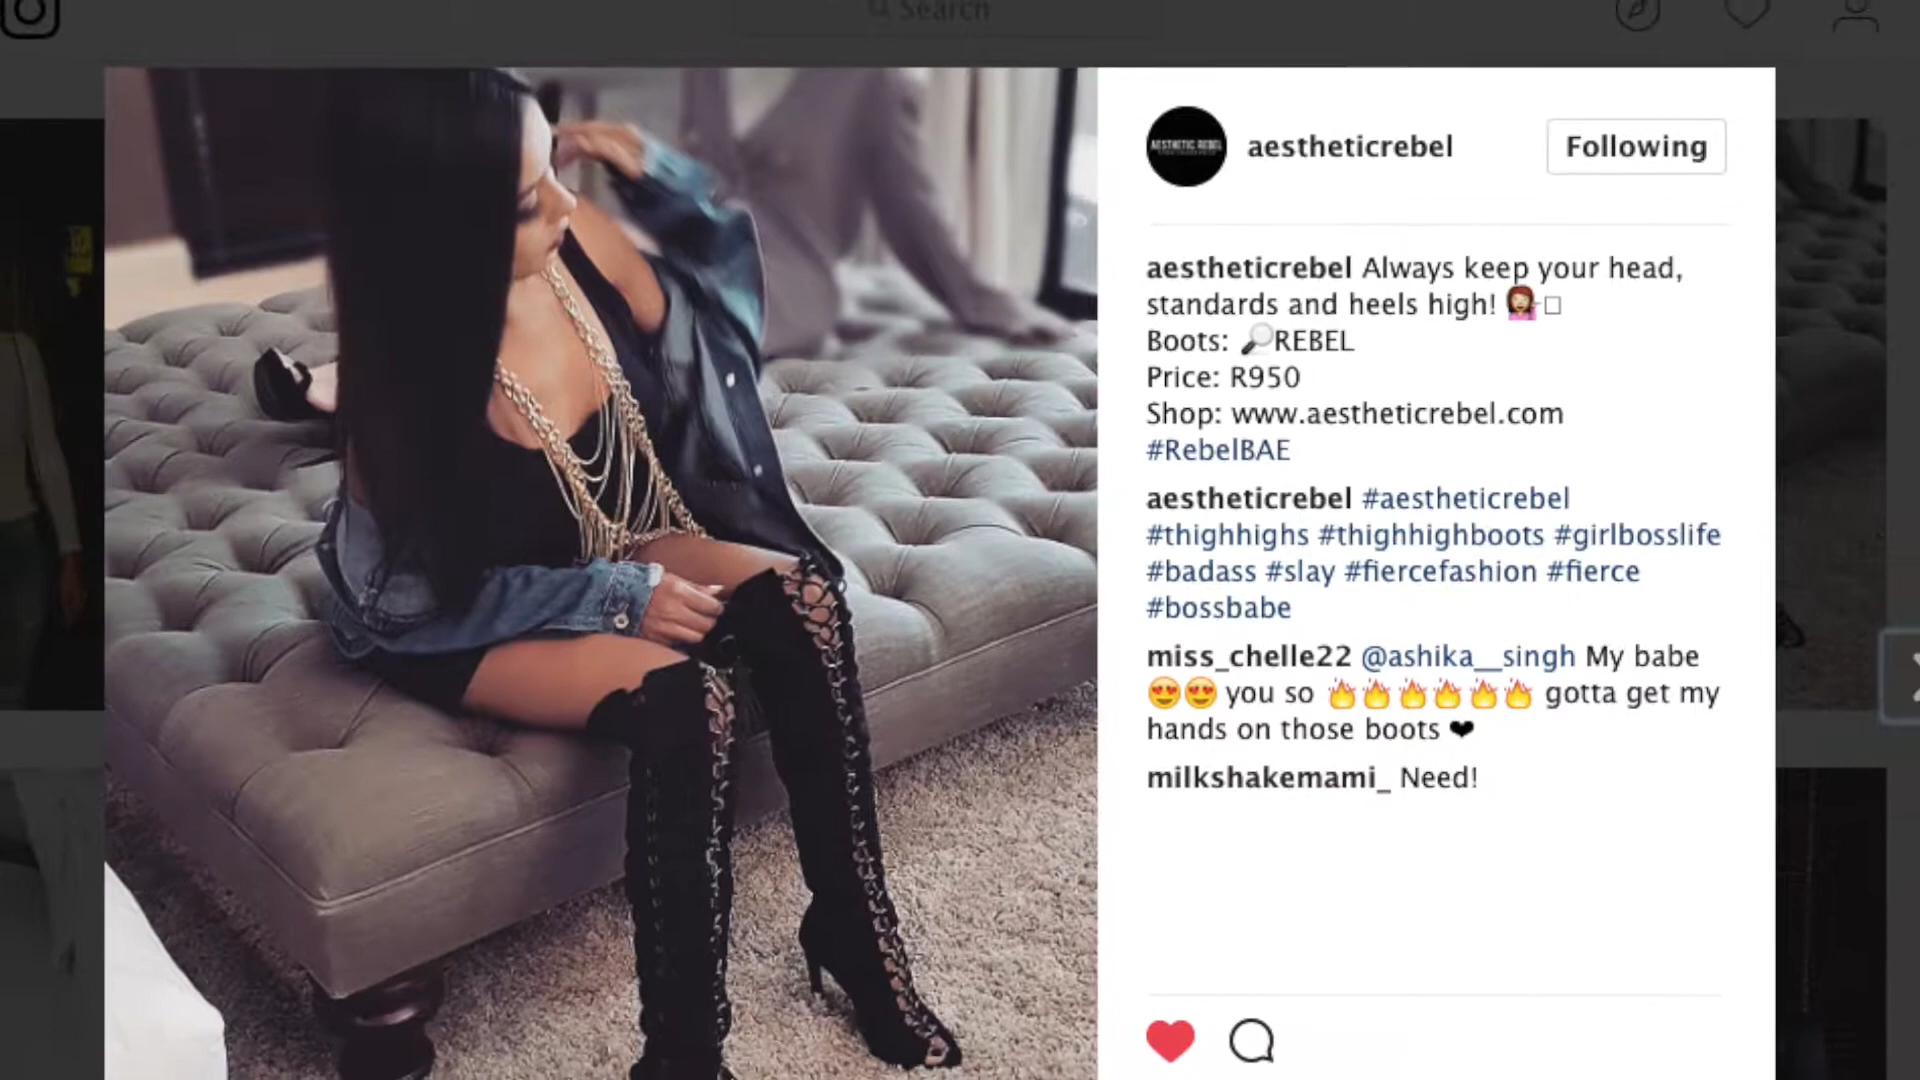 Search
AESTHETIC REBEL
aestheticrebel
Following
aestheticrebel Always keep your head,
standards and heels high! 💁🏽□
Boots: 🔎REBEL
Price: R950
Shop: www.aestheticrebel.com
#RebelBAE
aestheticrebel #aestheticrebel
#thighhighs #thighhighboots #girlbosslife
#badass #slay #fiercefashion #fierce
#bossbabe
miss_chelle22 @ashika__singh My babe
😍😍 you so 🔥🔥🔥🔥🔥🔥 gotta get my
hands on those boots ❤
milkshakemami_ Need!